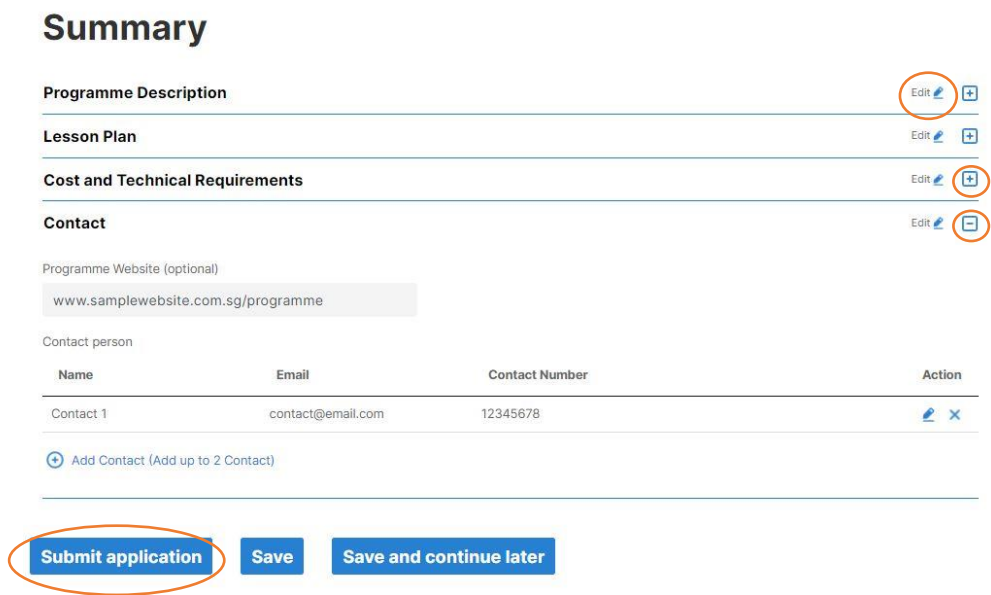 Summary
Programme Description Edit
Lesson Plan Edit
Cost and Technical Requirements Edit
Contact Edit
Programme Website (optional)
www.samplewebsite.com.sg/programme
Contact person
Name Email Contact Number Action
Contact 1 contact@email.com 12345678
Add Contact (Add up to 2 Contact)
Submit application Save Save and continue later